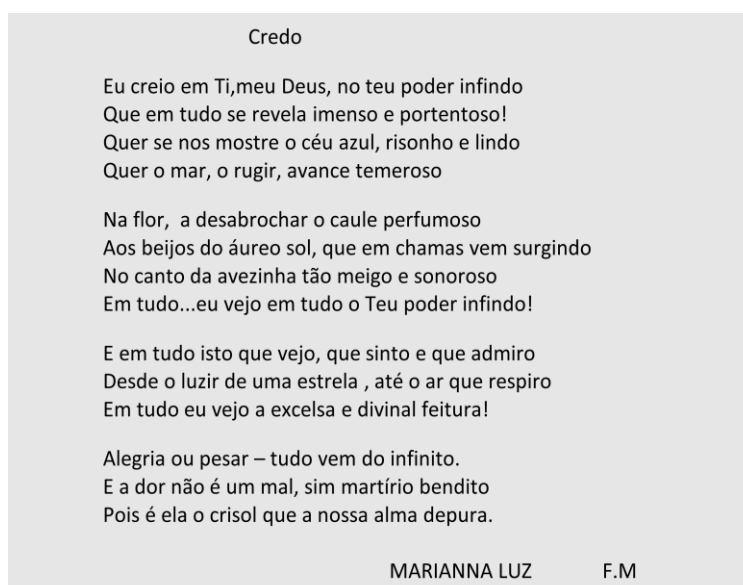 Credo
Eu creio em Ti,meu Deus, no teu poder infindo
Que em tudo se revela imenso e portentoso!
Quer se nos mostre o céu azul, risonho e lindo
Quer o mar, o rugir, avance temeroso
Na flor, a desabrochar o caule perfumoso
Aos beijos do áureo sol, que em chamas vem surgindo
No canto da avezinha tão meigo e sonoroso
Em tudo...eu vejo em tudo o Teu poder infindo!
E em tudo isto que vejo, que sinto e que admiro
Desde o luzir de uma estrela , até o ar que respiro
Em tudo eu vejo a excelsa e divinal feitura!
Alegria ou pesar – tudo vem do infinito.
E a dor não é um mal, sim martírio bendito
Pois é ela o crisol que a nossa alma depura.
MARIANNA LUZ F.M